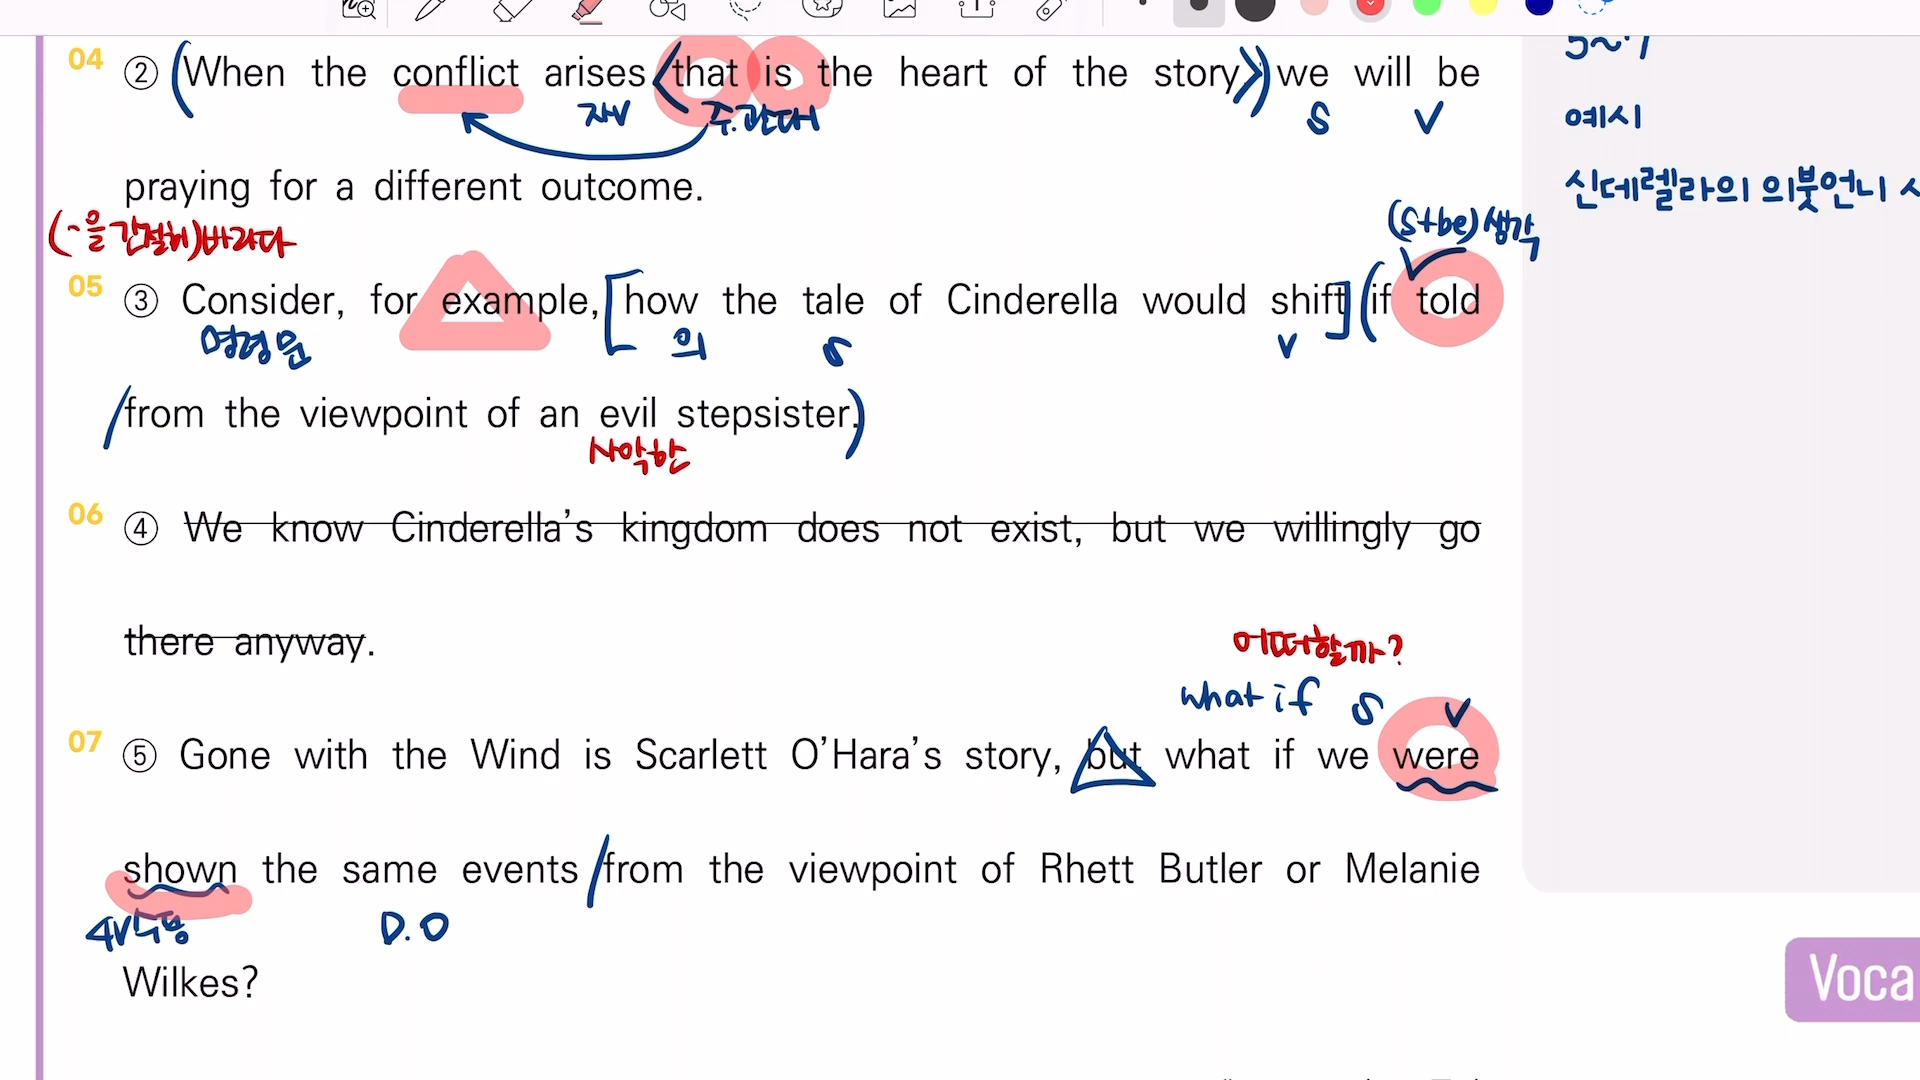 5~7
04 ② When the conflict arises that is the heart of the story, we will be
자V 주.관대 S V
예시
praying for a different outcome.
신데렐라의 의붓언니
(~을 간절히)바라다
(S+be)생략
05 ③ Consider, for example, how the tale of Cinderella would shift if told
명령문 의 S V
from the viewpoint of an evil stepsister.
사악한
06 ④ We know Cinderella's kingdom does not exist, but we willingly go
there anyway.
어떠할까?
what if S V
07 ⑤ Gone with the Wind is Scarlett O'Hara's story, but what if we were
shown the same events from the viewpoint of Rhett Butler or Melanie
4V수동 D.O
Wilkes?
Voca